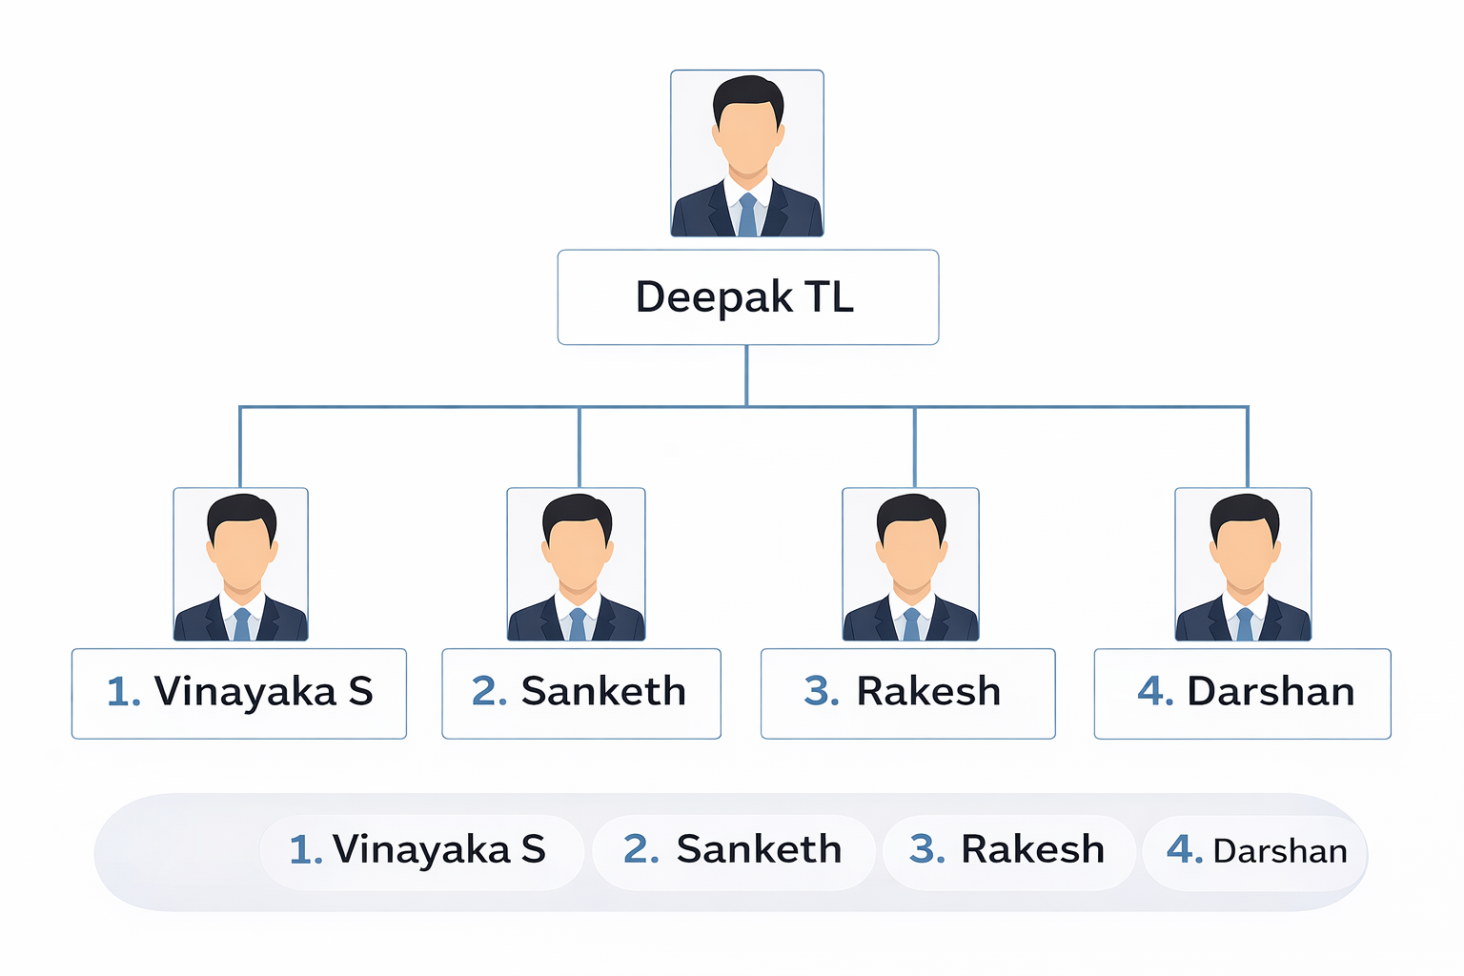 Deepak TL
1. Vinayaka S
2. Sanketh
3. Rakesh
4. Darshan
1. Vinayaka S
2. Sanketh
3. Rakesh
4. Darshan